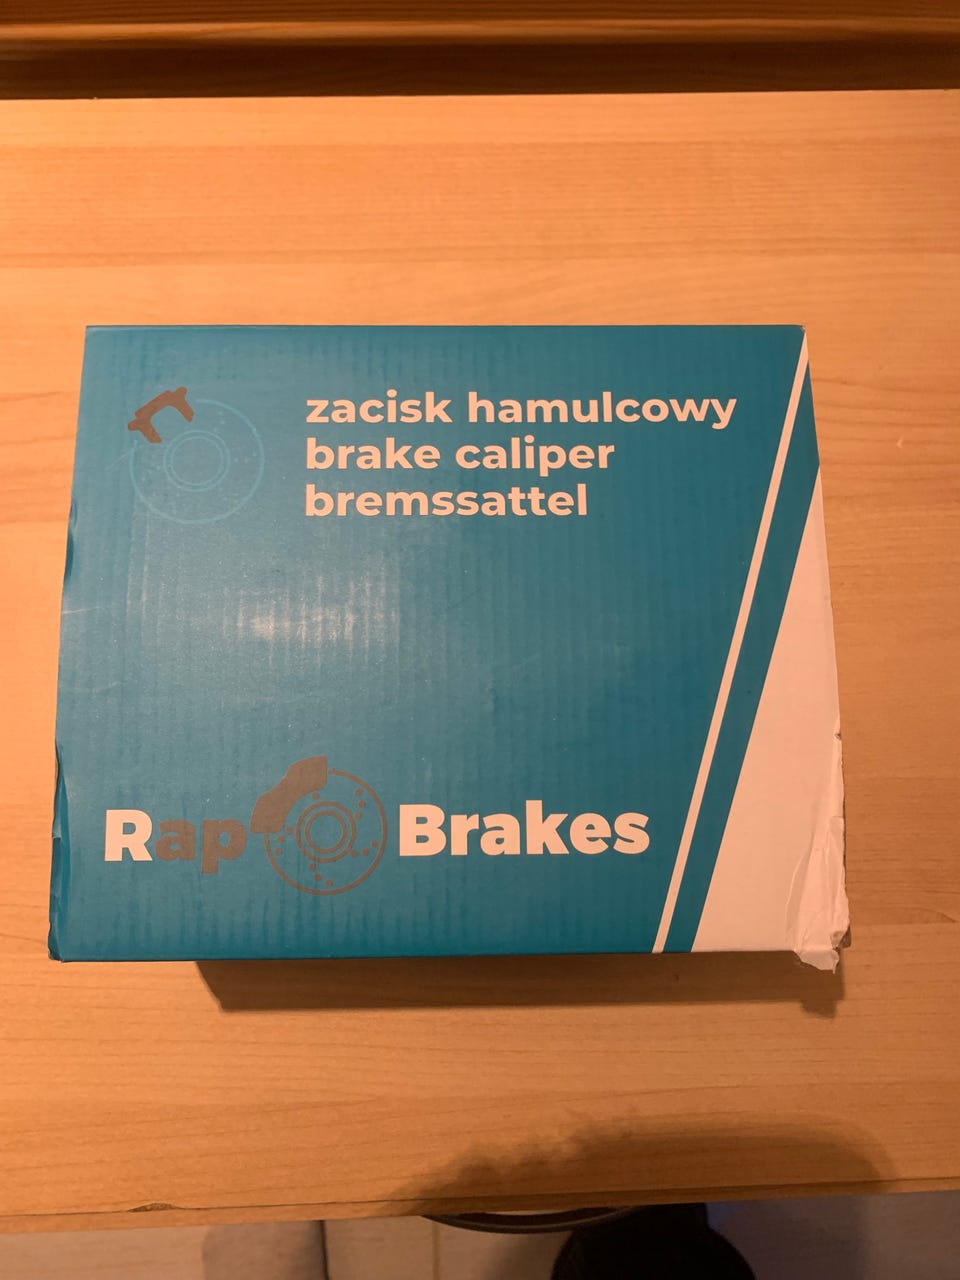 zacisk hamulcowy
brake caliper
bremssattel
Rap Brakes